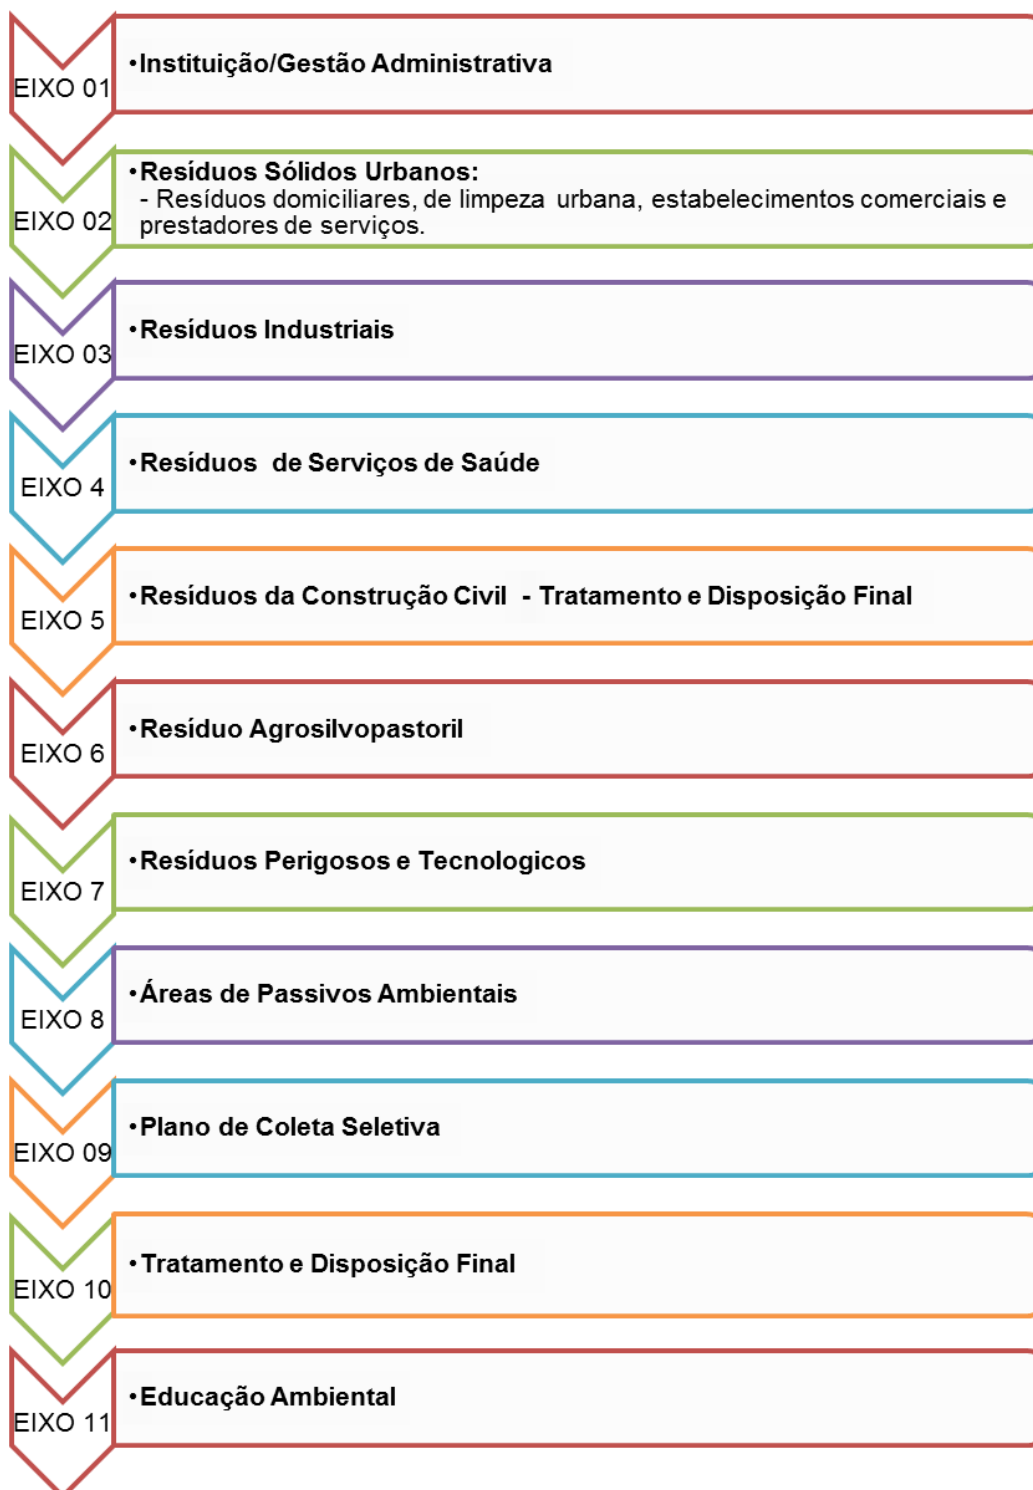 EIXO 01
•Instituição/Gestão Administrativa
EIXO 02
•Resíduos Sólidos Urbanos:
- Resíduos domiciliares, de limpeza urbana, estabelecimentos comerciais e
prestadores de serviços.
EIXO 03
•Resíduos Industriais
EIXO 4
•Resíduos de Serviços de Saúde
EIXO 5
•Resíduos da Construção Civil - Tratamento e Disposição Final
EIXO 6
•Resíduo Agrosilvopastoril
EIXO 7
•Resíduos Perigosos e Tecnologicos
EIXO 8
•Áreas de Passivos Ambientais
EIXO 09
•Plano de Coleta Seletiva
EIXO 10
•Tratamento e Disposição Final
EIXO 11
•Educação Ambiental